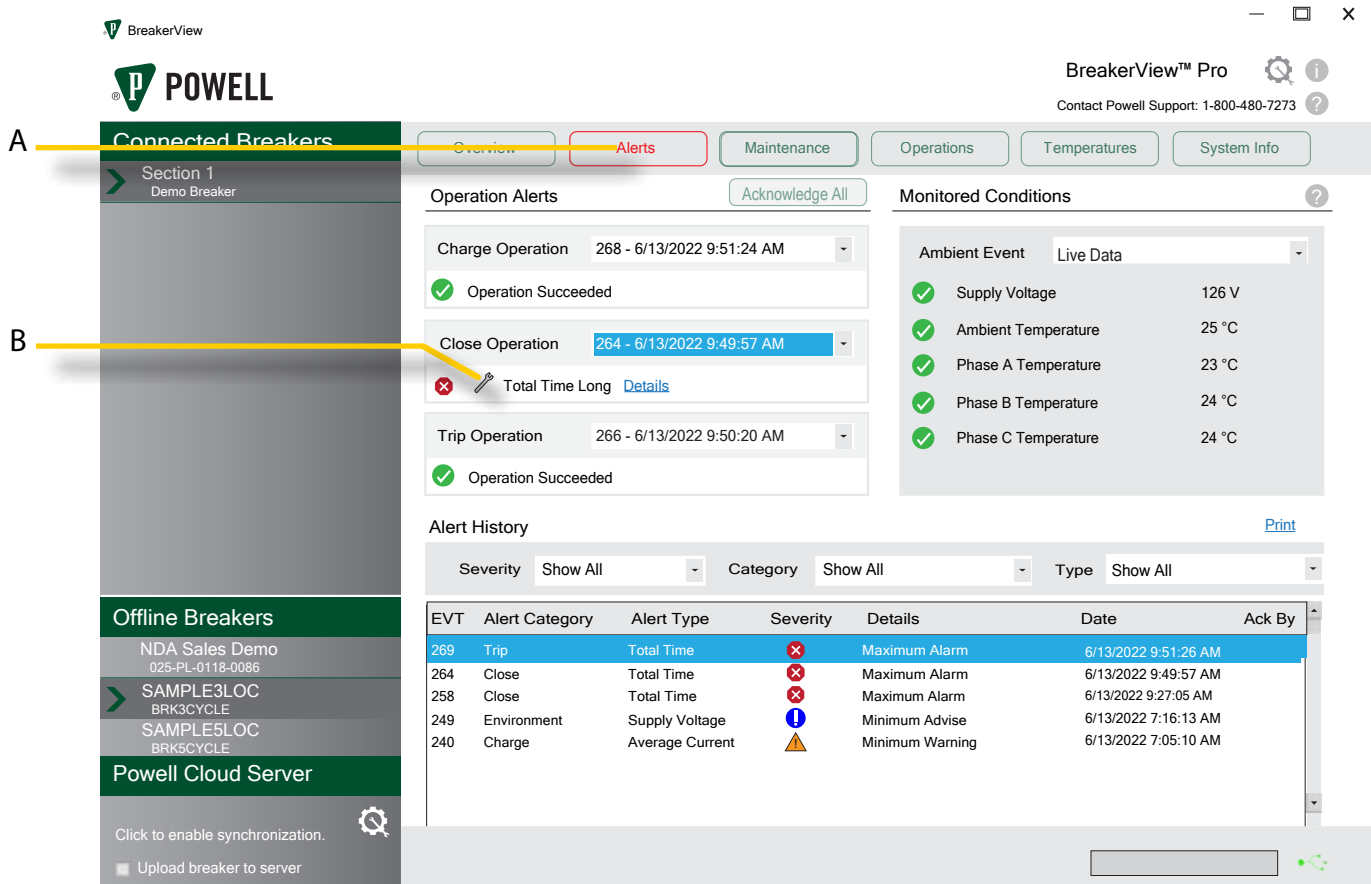 BreakerView
® P POWELL
BreakerView™ Pro
Contact Powell Support: 1-800-480-7273 ?
A
Connected Breakers
Overview Alerts Maintenance Operations Temperatures System Info
Section 1
Demo Breaker
Operation Alerts Acknowledge All
Monitored Conditions ?
Charge Operation 268 - 6/13/2022 9:51:24 AM
Operation Succeeded
B
Close Operation 264 - 6/13/2022 9:49:57 AM
Total Time Long Details
Trip Operation 266 - 6/13/2022 9:50:20 AM
Operation Succeeded
Ambient Event Live Data
Supply Voltage 126 V
Ambient Temperature 25 °C
Phase A Temperature 23 °C
Phase B Temperature 24 °C
Phase C Temperature 24 °C
Alert History Print
Severity Show All Category Show All Type Show All
EVT Alert Category Alert Type Severity Details Date Ack By
269 Trip Total Time Maximum Alarm 6/13/2022 9:51:26 AM
264 Close Total Time Maximum Alarm 6/13/2022 9:49:57 AM
258 Close Total Time Maximum Alarm 6/13/2022 9:27:05 AM
249 Environment Supply Voltage Minimum Advise 6/13/2022 7:16:13 AM
240 Charge Average Current Minimum Warning 6/13/2022 7:05:10 AM
Offline Breakers
NDA Sales Demo
025-PL-0118-0086
SAMPLE3LOC
BRK3CYCLE
SAMPLE5LOC
BRK5CYCLE
Powell Cloud Server
Click to enable synchronization.
Upload breaker to server